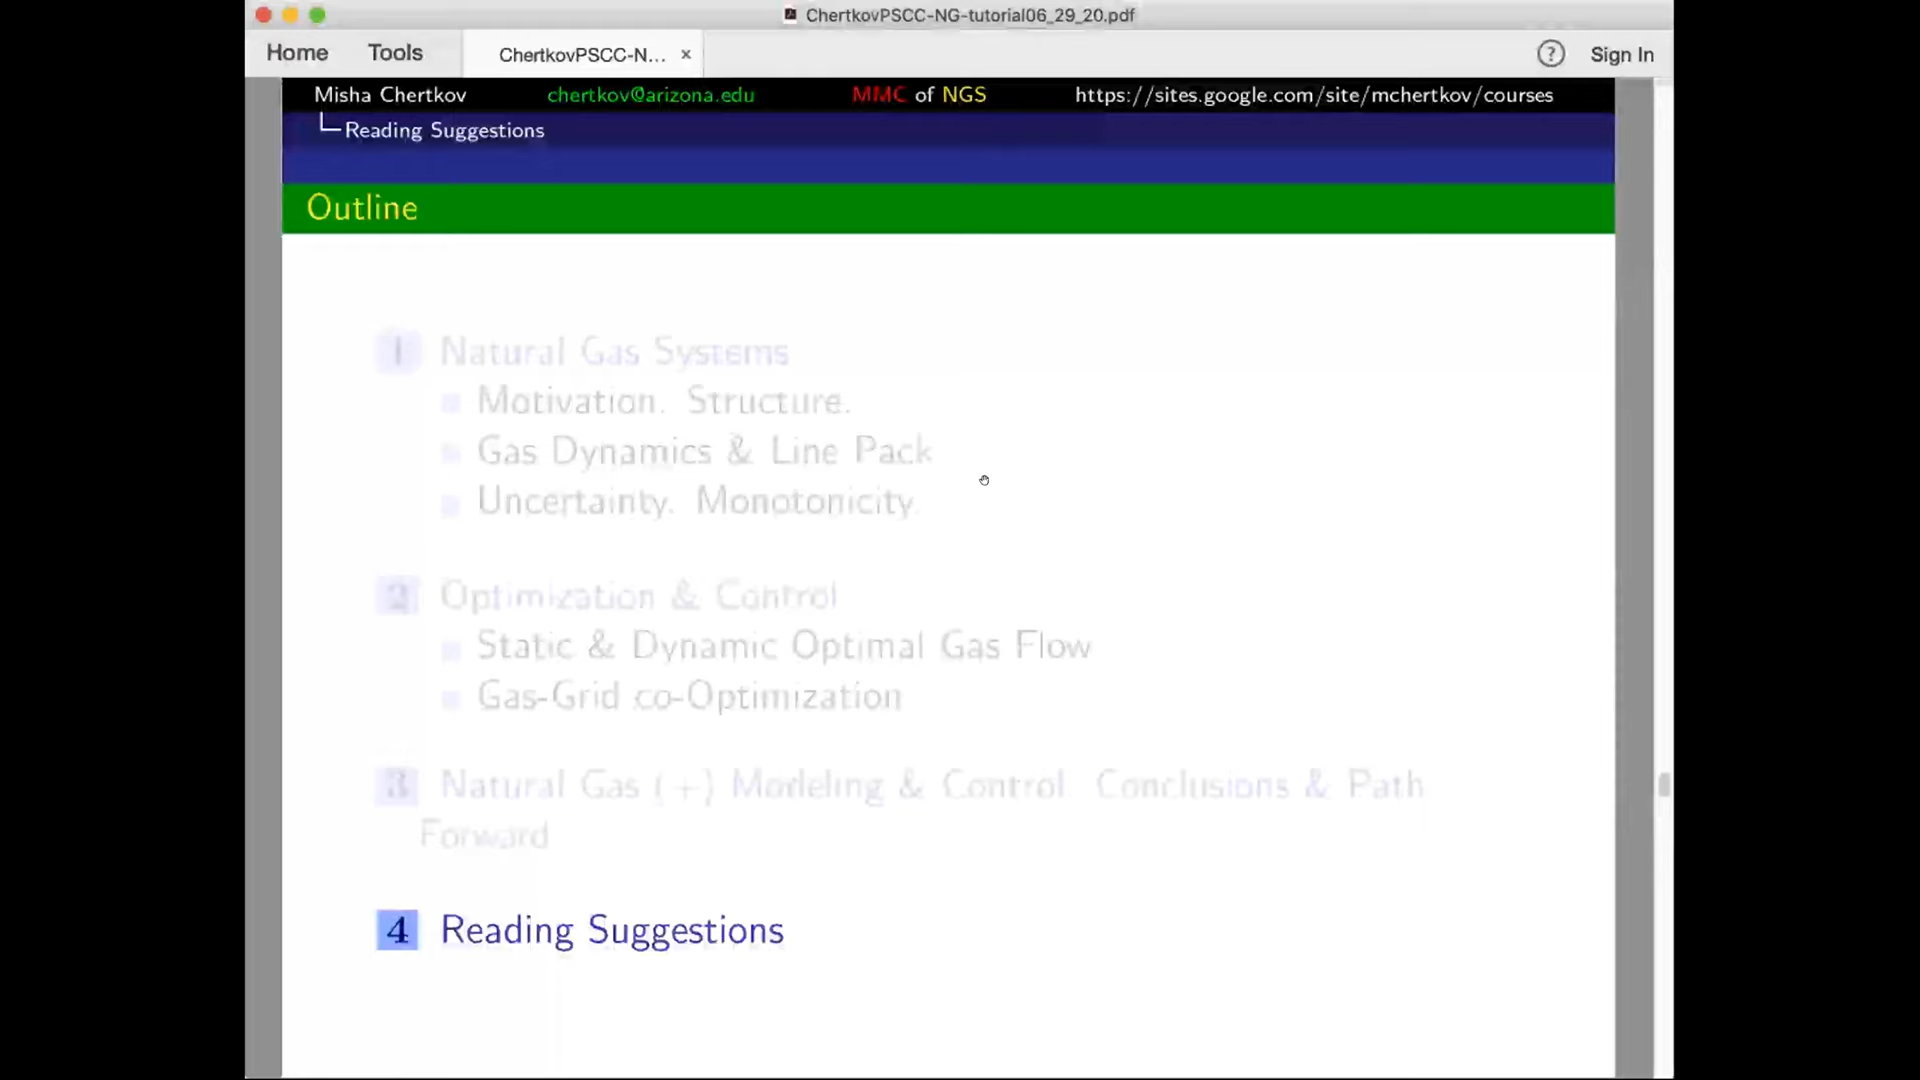 ChertkovPSCC-NG-tutorial06_29_20.pdf
Home Tools ChertkovPSCC-N... × ? Sign In
Misha Chertkov chertkov@arizona.edu MMC of NGS https://sites.google.com/site/mchertkov/courses
Reading Suggestions
Outline
1 Natural Gas Systems
Motivation. Structure.
Gas Dynamics & Line Pack
Uncertainty. Monotonicity.
2 Optimization & Control
Static & Dynamic Optimal Gas Flow
Gas-Grid co-Optimization
3 Natural Gas (+) Modeling & Control. Conclusions & Path
Forward
4 Reading Suggestions